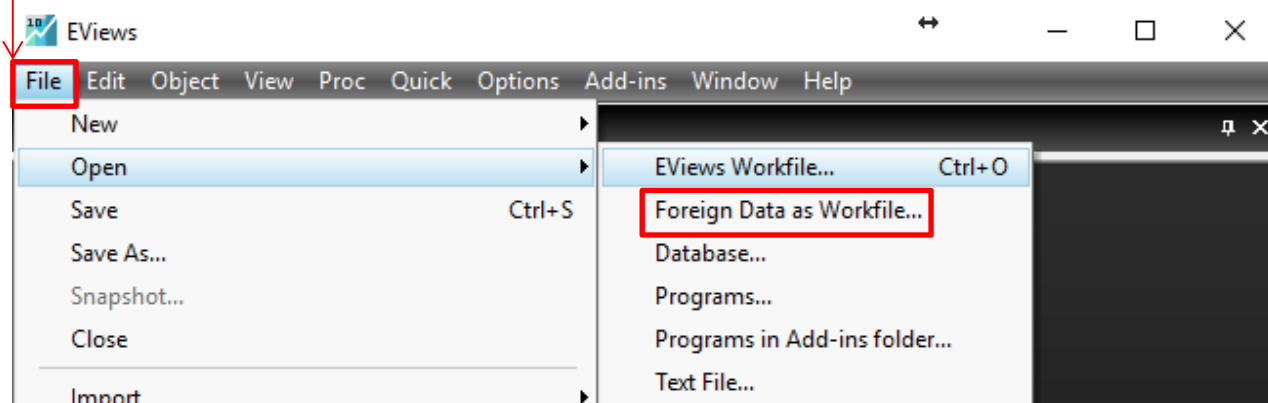 10 EViews
File Edit Object View Proc Quick Options Add-ins Window Help
New
Open EViews Workfile... Ctrl+O
Save Ctrl+S Foreign Data as Workfile...
Save As... Database...
Snapshot... Programs...
Close Programs in Add-ins folder...
Import Text File...